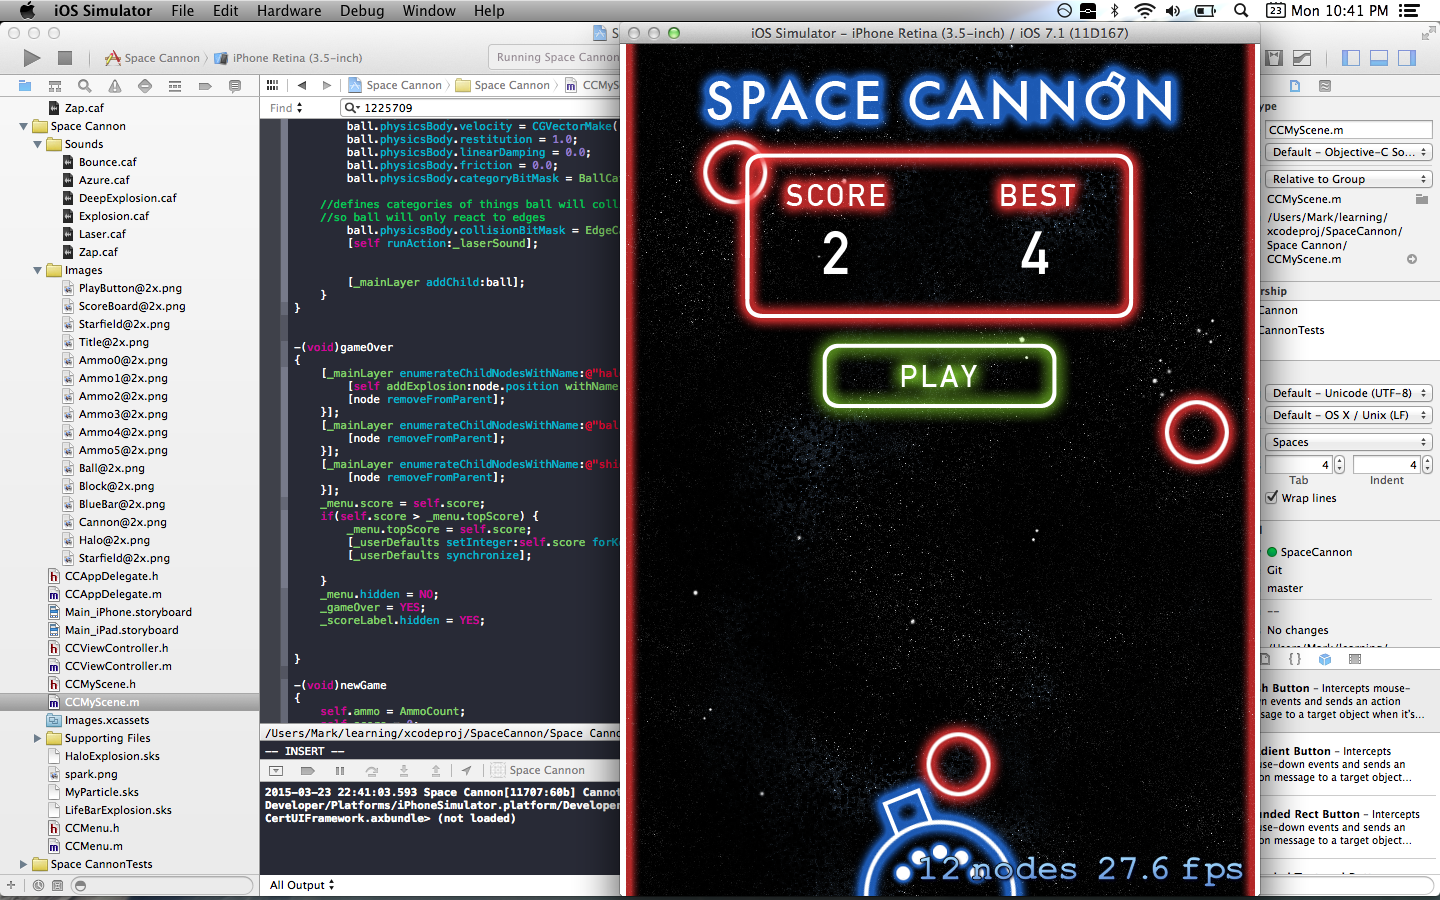 iOS Simulator File Edit Hardware Debug Window Help
23 Mon 10:41 PM
iOS Simulator – iPhone Retina (3.5-inch) / iOS 7.1 (11D167)
Space Cannon iPhone Retina (3.5-inch)
Running Space Cannon
Space Cannon Space Cannon CCMyS
Find 1225709
Zap.caf
Space Cannon
Sounds
Bounce.caf
Azure.caf
DeepExplosion.caf
Explosion.caf
Laser.caf
Zap.caf
Images
PlayButton@2x.png
ScoreBoard@2x.png
Starfield@2x.png
Title@2x.png
Ammo0@2x.png
Ammo1@2x.png
Ammo2@2x.png
Ammo3@2x.png
Ammo4@2x.png
Ammo5@2x.png
Ball@2x.png
Block@2x.png
BlueBar@2x.png
Cannon@2x.png
Halo@2x.png
Starfield@2x.png
CCAppDelegate.h
CCAppDelegate.m
Main_iPhone.storyboard
Main_iPad.storyboard
CCViewController.h
CCViewController.m
CCMyScene.h
CCMyScene.m
Images.xcassets
Supporting Files
HaloExplosion.sks
spark.png
MyParticle.sks
LifeBarExplosion.sks
CCMenu.h
CCMenu.m
Space CannonTests
ball.physicsBody.velocity = CGVectorMake(
ball.physicsBody.restitution = 1.0;
ball.physicsBody.linearDamping = 0.0;
ball.physicsBody.friction = 0.0;
ball.physicsBody.categoryBitMask = BallCa
//defines categories of things ball will coll
//so ball will only react to edges
ball.physicsBody.collisionBitMask = EdgeC
[self runAction:_laserSound];
[_mainLayer addChild:ball];
}
}
-(void)gameOver
{
[_mainLayer enumerateChildNodesWithName:@"hal
[self addExplosion:node.position withName
[node removeFromParent];
}];
[_mainLayer enumerateChildNodesWithName:@"bal
[node removeFromParent];
}];
[_mainLayer enumerateChildNodesWithName:@"shi
[node removeFromParent];
}];
_menu.score = self.score;
if(self.score > _menu.topScore) {
_menu.topScore = self.score;
[_userDefaults setInteger:self.score forK
[_userDefaults synchronize];
}
_menu.hidden = NO;
_gameOver = YES;
_scoreLabel.hidden = YES;
}
-(void)newGame
{
self.ammo = AmmoCount;
self.score = 0;
/Users/Mark/learning/xcodeproj/SpaceCannon/Space Canno
-- INSERT --
Space Cannon
2015-03-23 22:41:03.593 Space Cannon[11707:60b] Cannot
Developer/Platforms/iPhoneSimulator.platform/Developer
CertUIFramework.axbundle> (not loaded)
All Output
SPACE CANNON
SCORE BEST
2 4
PLAY
12 nodes 27.6 fps
ype
CCMyScene.m
Default - Objective-C So...
Relative to Group
CCMyScene.m
/Users/Mark/learning/
xcodeproj/SpaceCannon/
Space Cannon/
CCMyScene.m
rship
Cannon
CannonTests
Default - Unicode (UTF-8)
Default - OS X / Unix (LF)
Spaces
4 4
Tab Indent
Wrap lines
SpaceCannon
Git
master
--
No changes
sh Button - Intercepts mouse-
n events and sends an action
sage to a target object when it's...
dient Button - Intercepts
se-down events and sends an
on message to a target object...
nded Rect Button - Intercepts
se-down events and sends an
on message to a target object...